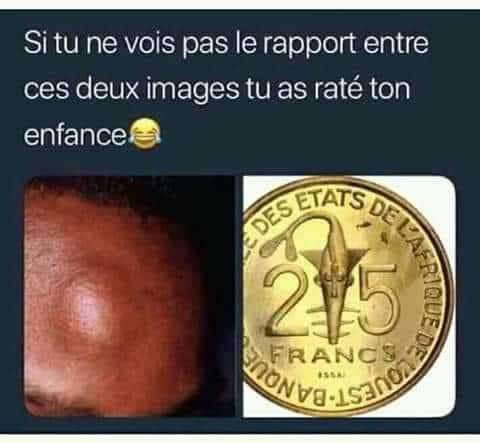 Si tu ne vois pas le rapport entre
ces deux images tu as raté ton
enfance😂
DES ETATS DE L'AFRIQUE DE L'OUEST-BANQUE
25
FRANCS
ESSAI